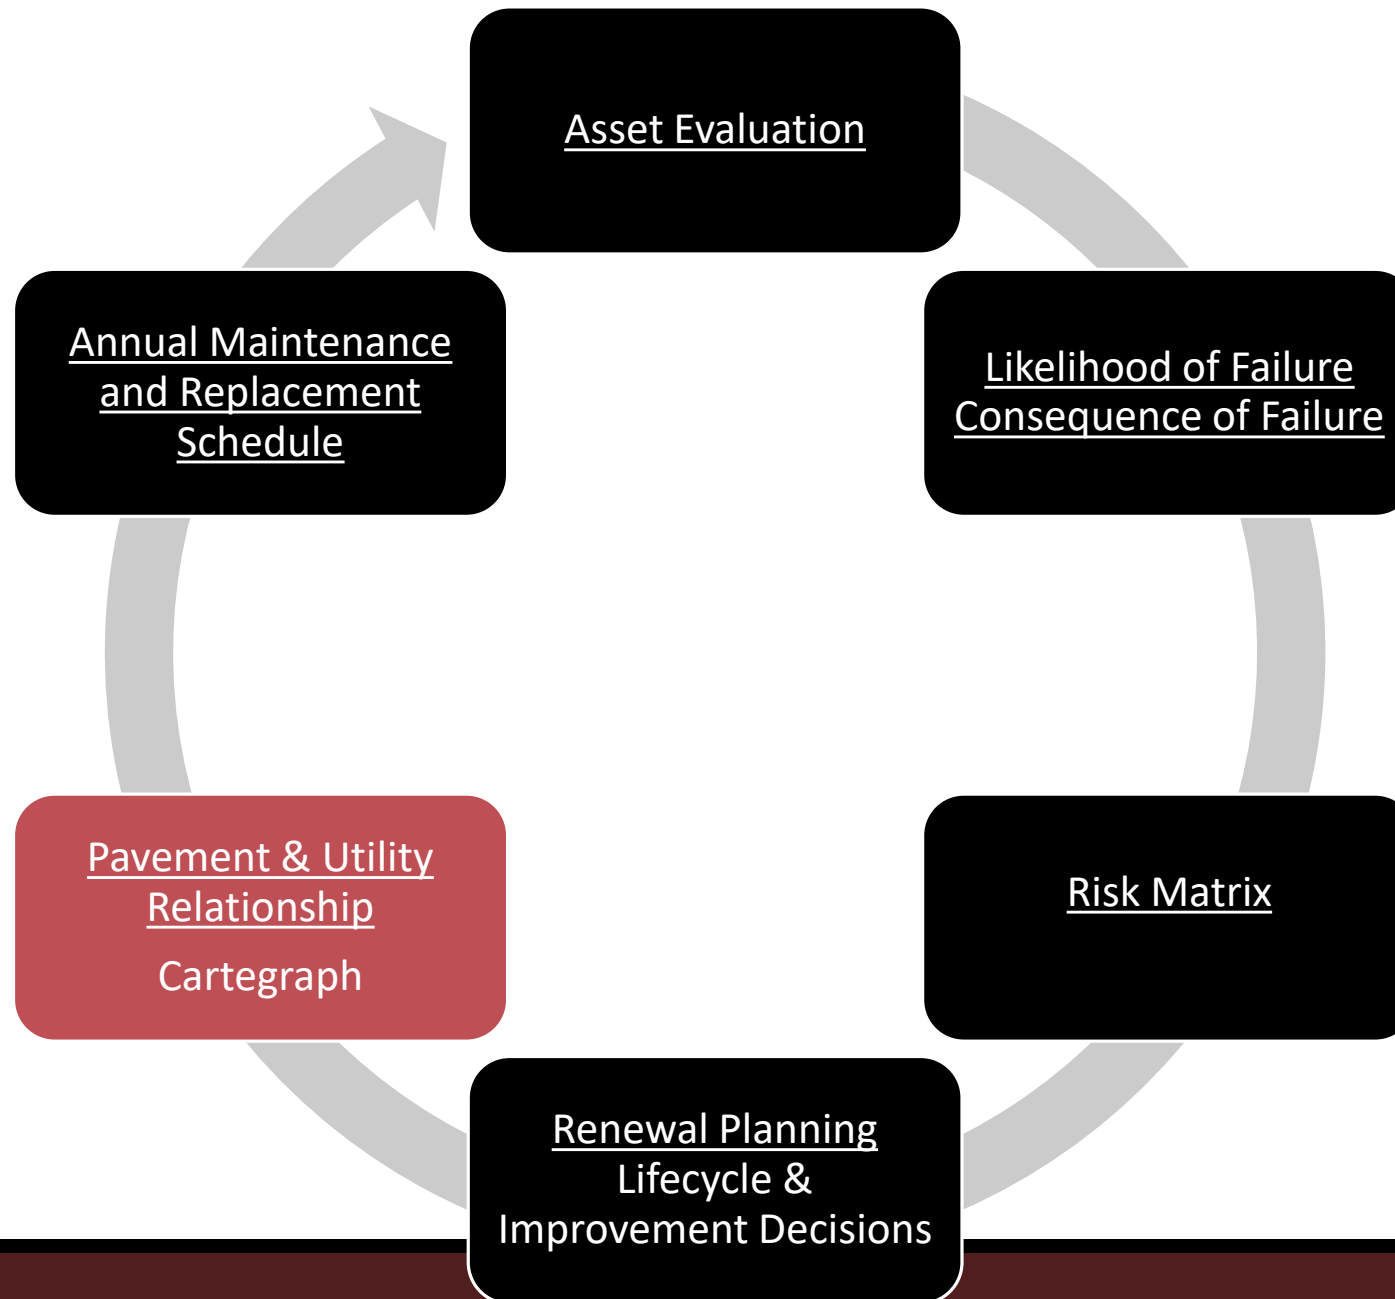 Asset Evaluation
Likelihood of Failure
Consequence of Failure
Risk Matrix
Renewal Planning
Lifecycle &
Improvement Decisions
Pavement & Utility
Relationship
Cartegraph
Annual Maintenance
and Replacement
Schedule